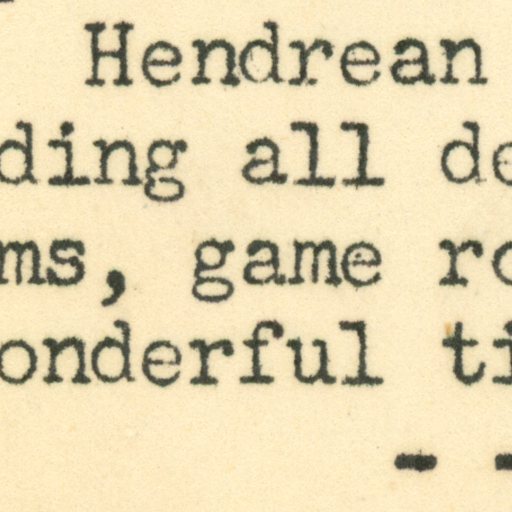 Hendrean
ding all de
ms, game ro
onderful ti
- -